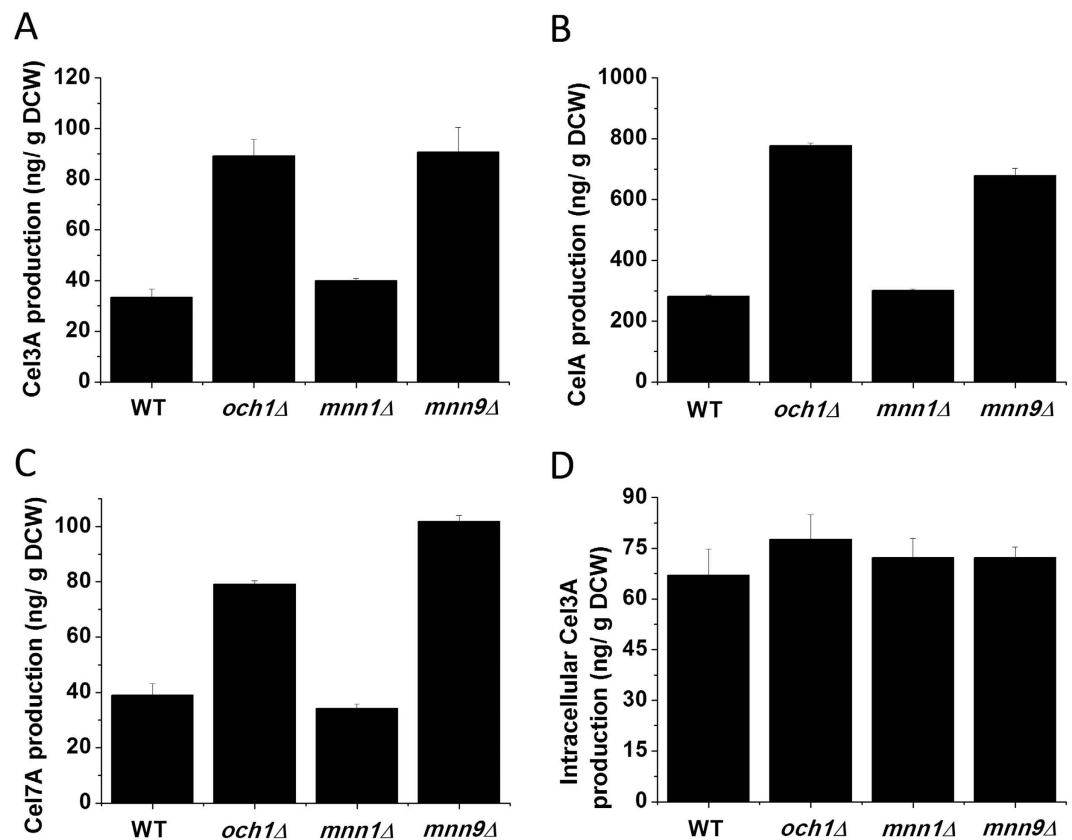 A
Cel3A production (ng/ g DCW)
120
100
80
60
40
20
0
WT
och1Δ
mnn1Δ
mnn9Δ
B
CelA production (ng/ g DCW)
1000
800
600
400
200
0
WT
och1Δ
mnn1Δ
mnn9Δ
C
Cel7A production (ng/ g DCW)
100
80
60
40
20
0
WT
och1Δ
mnn1Δ
mnn9Δ
D
Intracellular Cel3A
production (ng/ g DCW)
90
75
60
45
30
15
0
WT
och1Δ
mnn1Δ
mnn9Δ